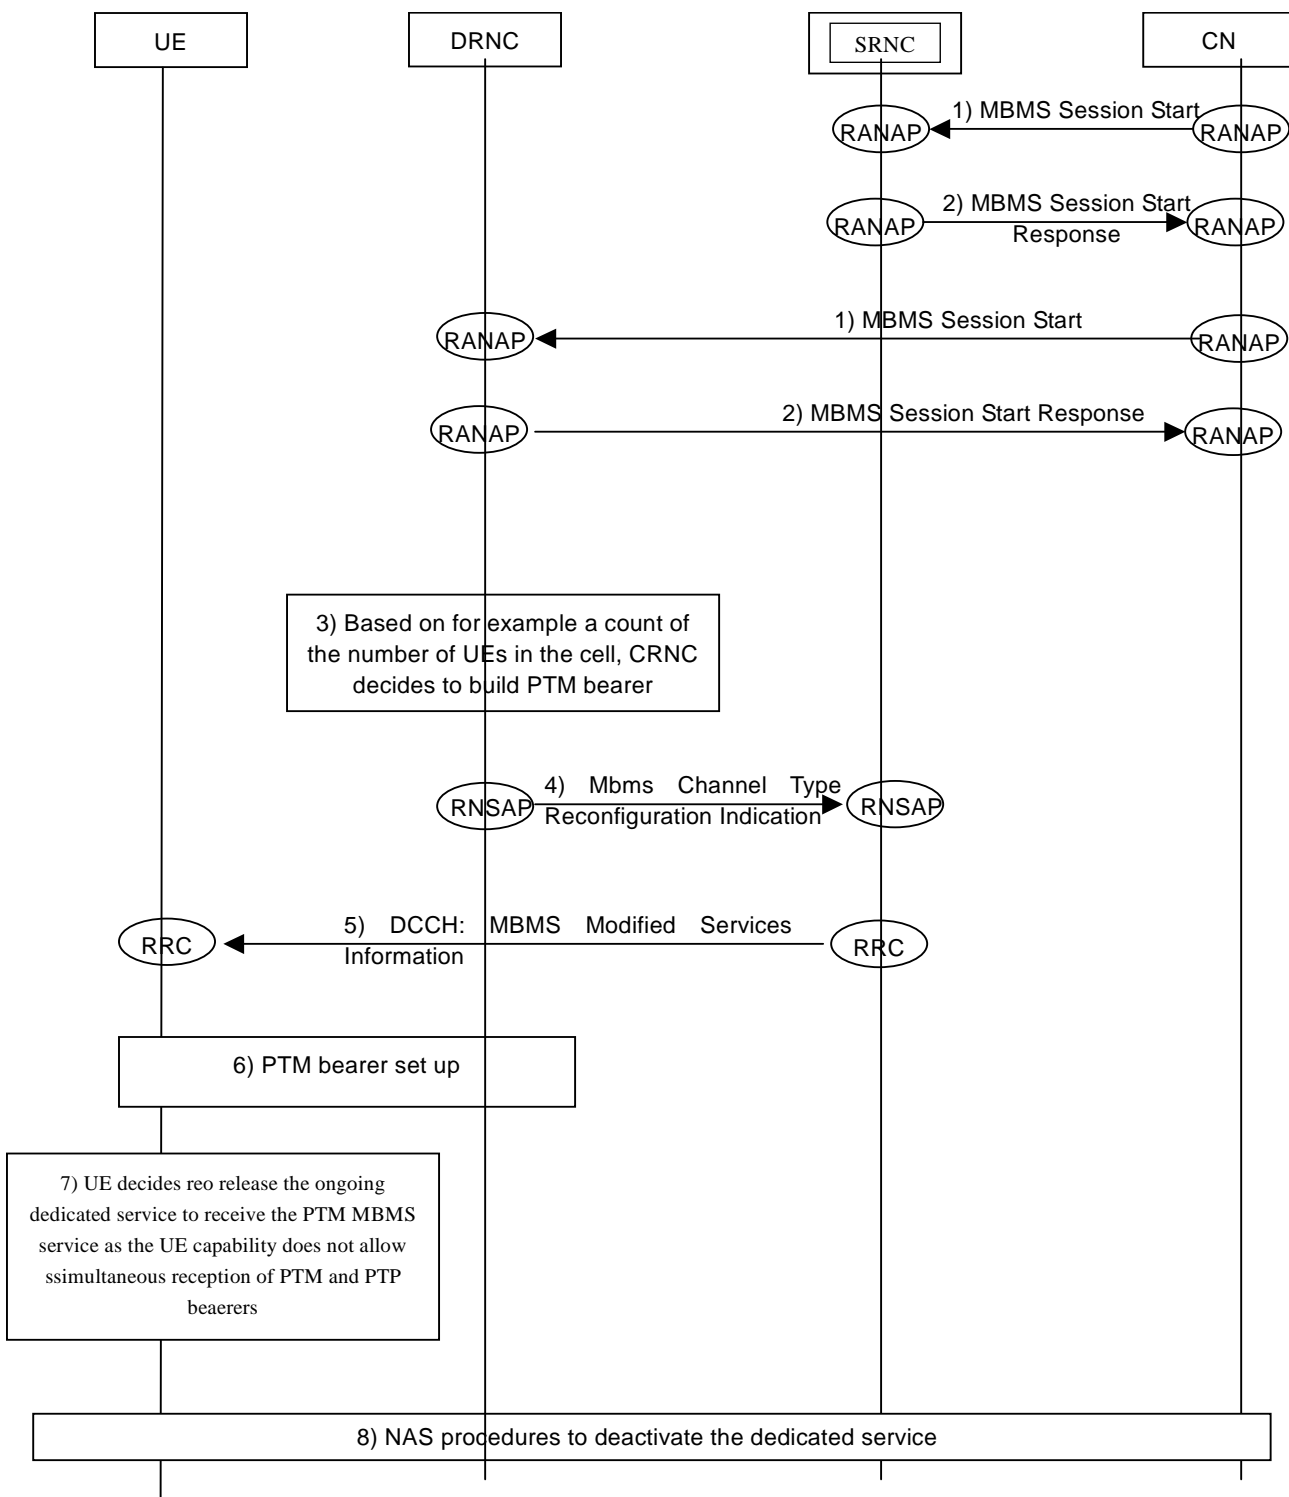 UE
DRNC
SRNC
CN
1) MBMS Session Start
RANAP
RANAP
2) MBMS Session Start
Response
RANAP
RANAP
1) MBMS Session Start
RANAP
RANAP
2) MBMS Session Start Response
RANAP
RANAP
3) Based on for example a count of
the number of UEs in the cell, CRNC
decides to build PTM bearer
4) Mbms Channel Type
Reconfiguration Indication
RNSAP
RNSAP
5) DCCH: MBMS Modified Services
Information
RRC
RRC
6) PTM bearer set up
7) UE decides reo release the ongoing
dedicated service to receive the PTM MBMS
service as the UE capability does not allow
ssimultaneous reception of PTM and PTP
beaerers
8) NAS procedures to deactivate the dedicated service